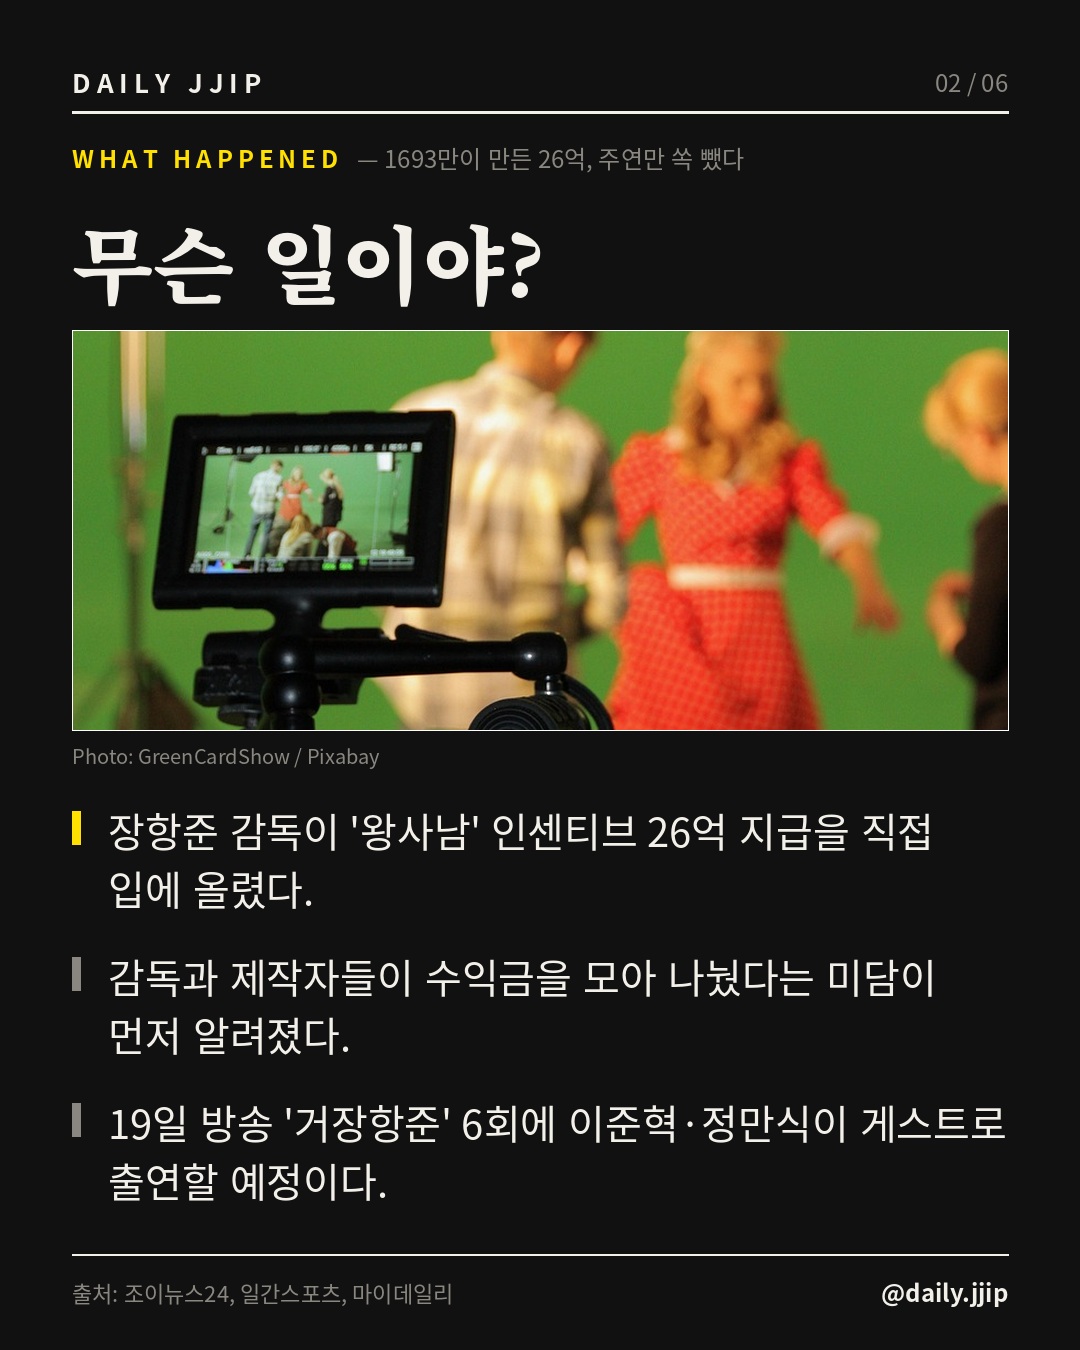 DAILY JJIP
02 / 06
WHAT HAPPENED — 1693만이 만든 26억, 주연만 쏙 뺐다
무슨 일이야?
Photo: GreenCardShow / Pixabay
장항준 감독이 '왕사남' 인센티브 26억 지급을 직접
입에 올렸다.
감독과 제작자들이 수익금을 모아 나눴다는 미담이
먼저 알려졌다.
19일 방송 '거장항준' 6회에 이준혁·정만식이 게스트로
출연할 예정이다.
출처: 조이뉴스24, 일간스포츠, 마이데일리
@daily.jjip